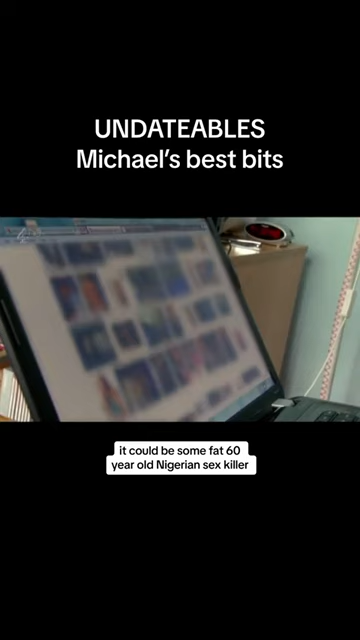 UNDATEABLES
Michael's best bits
it could be some fat 60
year old Nigerian sex killer